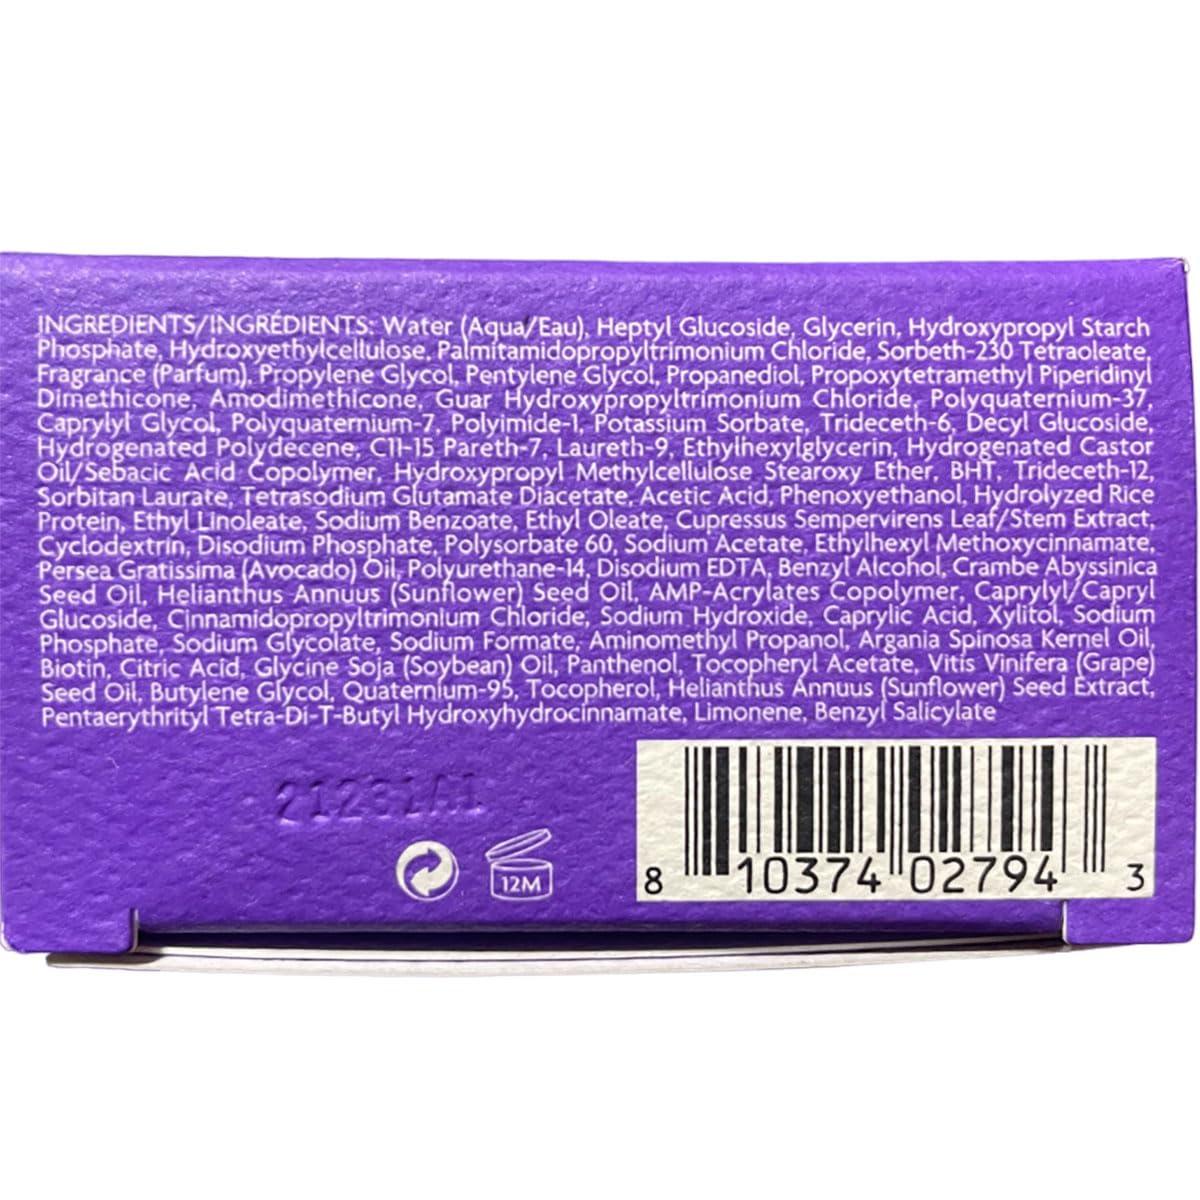 INGREDIENTS/INGRÉDIENTS: Water (Aqua/Eau), Heptyl Glucoside, Glycerin, Hydroxypropyl Starch
Phosphate, Hydroxyethylcellulose, Palmitamidopropyltrimonium Chloride, Sorbeth-230 Tetraoleate,
Fragrance (Parfum), Propylene Glycol, Pentylene Glycol, Propanediol, Propoxytetramethyl Piperidinyl
Dimethicone, Amodimethicone, Guar Hydroxypropyltrimonium Chloride, Polyquaternium-37,
Caprylyl Glycol, Polyquaternium-7, Polyimide-1, Potassium Sorbate, Trideceth-6, Decyl Glucoside,
Hydrogenated Polydecene, C11-15 Pareth-7, Laureth-9, Ethylhexylglycerin, Hydrogenated Castor
Oil/Sebacic Acid Copolymer, Hydroxypropyl Methylcellulose Stearoxy Ether, BHT, Trideceth-12,
Sorbitan Laurate, Tetrasodium Glutamate Diacetate, Acetic Acid, Phenoxyethanol, Hydrolyzed Rice
Protein, Ethyl Linoleate, Sodium Benzoate, Ethyl Oleate, Cupressus Sempervirens Leaf/Stem Extract,
Cyclodextrin, Disodium Phosphate, Polysorbate 60, Sodium Acetate, Ethylhexyl Methoxycinnamate,
Persea Gratissima (Avocado) Oil, Polyurethane-14, Disodium EDTA, Benzyl Alcohol, Crambe Abyssinica
Seed Oil, Helianthus Annuus (Sunflower) Seed Oil, AMP-Acrylates Copolymer, Caprylyl/Capryl
Glucoside, Cinnamidopropyltrimonium Chloride, Sodium Hydroxide, Caprylic Acid, Xylitol, Sodium
Phosphate, Sodium Glycolate, Sodium Formate, Aminomethyl Propanol, Argania Spinosa Kernel Oil,
Biotin, Citric Acid, Glycine Soja (Soybean) Oil, Panthenol, Tocopheryl Acetate, Vitis Vinifera (Grape)
Seed Oil, Butylene Glycol, Quaternium-95, Tocopherol, Helianthus Annuus (Sunflower) Seed Extract,
Pentaerythrityl Tetra-Di-T-Butyl Hydroxyhydrocinnamate, Limonene, Benzyl Salicylate
21231A1
12M
8 10374 02794 3